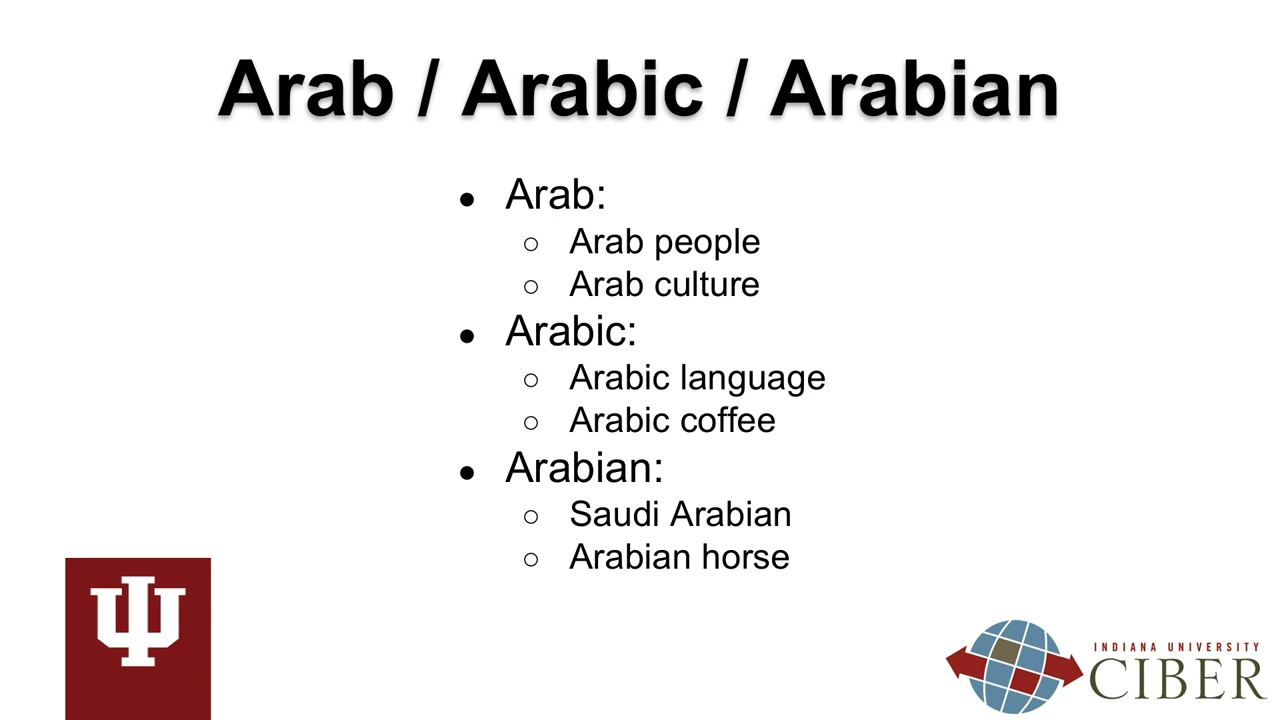 Arab / Arabic / Arabian
● Arab:
○ Arab people
○ Arab culture
● Arabic:
○ Arabic language
○ Arabic coffee
● Arabian:
○ Saudi Arabian
○ Arabian horse
INDIANA UNIVERSITY
CIBER